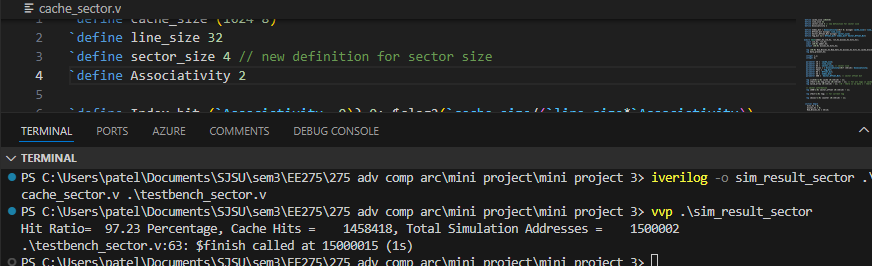 cache_sector.v
1 `define cache_size (1024*8)
2 `define line_size 32
3 `define sector_size 4 // new definition for sector size
4 `define Associativity 2
5
TERMINAL PORTS AZURE COMMENTS DEBUG CONSOLE
TERMINAL
PS C:\Users\patel\Documents\SJSU\sem3\EE275\275 adv comp arc\mini project\mini project 3> iverilog -o sim_result_sector .\
cache_sector.v .\testbench_sector.v
PS C:\Users\patel\Documents\SJSU\sem3\EE275\275 adv comp arc\mini project\mini project 3> vvp .\sim_result_sector
Hit Ratio= 97.23 Percentage, Cache Hits = 1458418, Total Simulation Addresses = 1500002
.\testbench_sector.v:63: $finish called at 15000015 (1s)
PS C:\Users\patel\Documents\SJSU\sem3\EE275\275 adv comp arc\mini project\mini project 3>